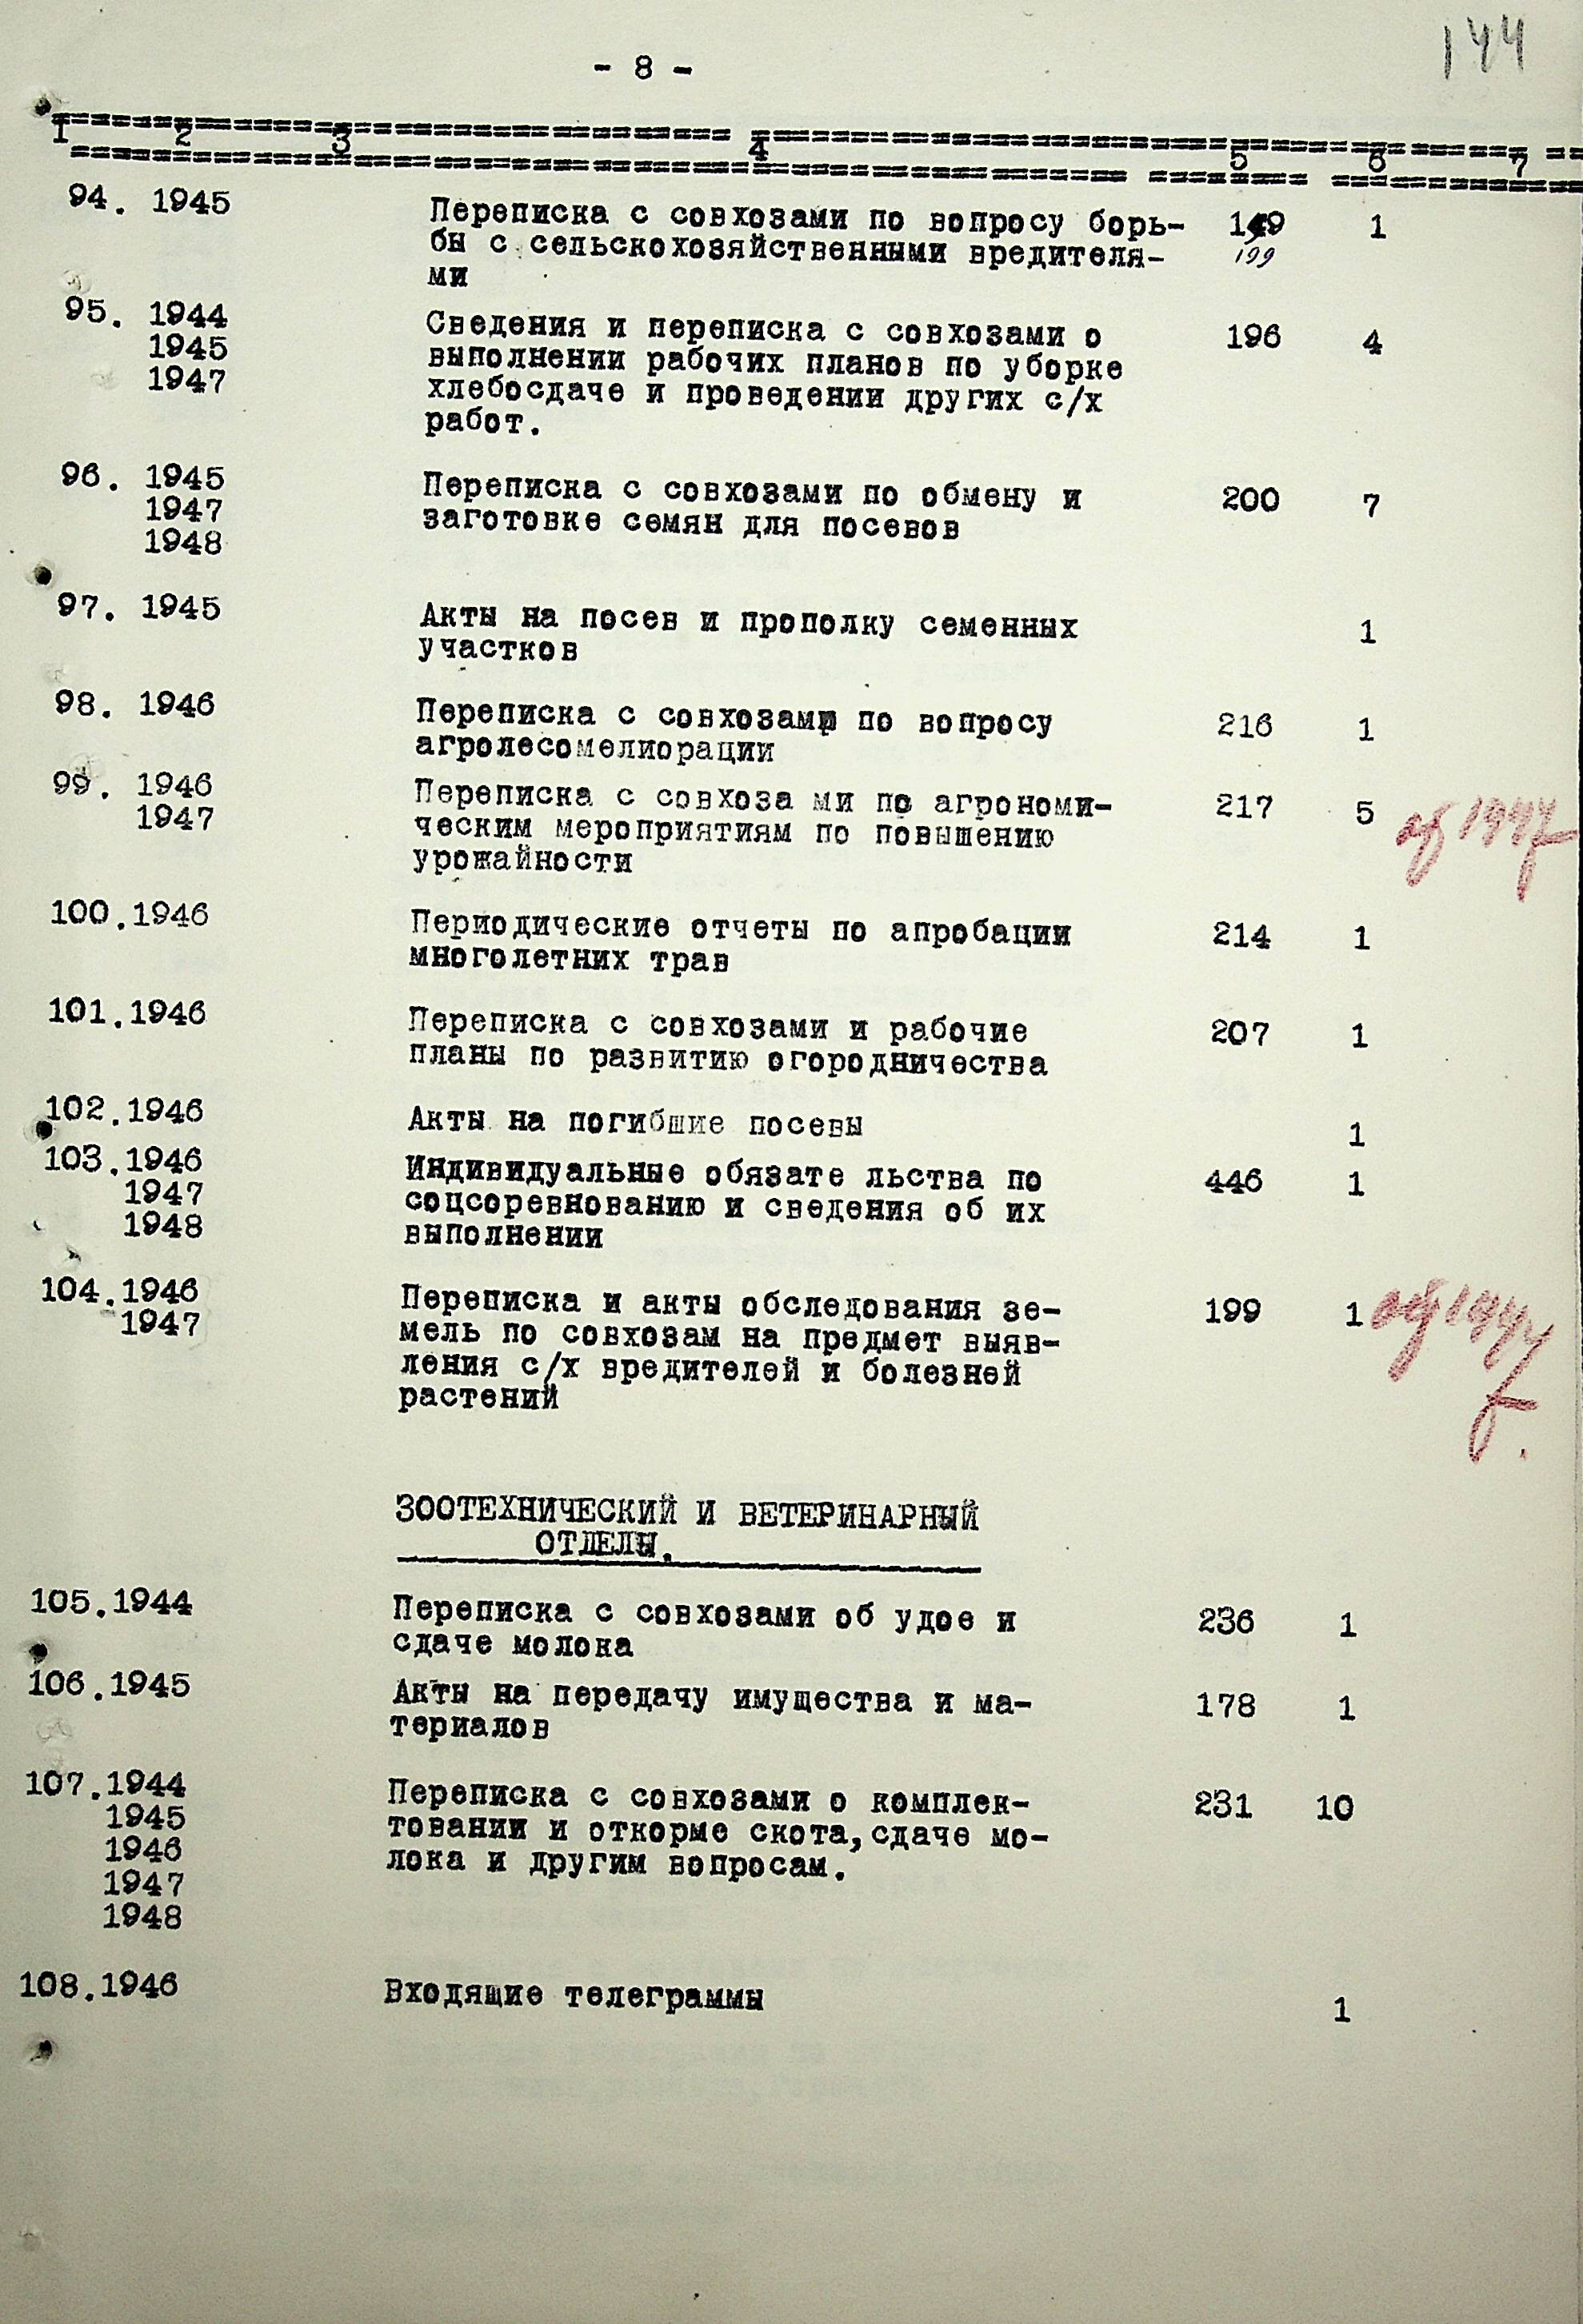 144
- 8 -
1 2 3 4 5 6 7
94. 1945 Переписка с совхозами по вопросу борь- 149 1
бы с сельскохозяйственными вредителя- 199
ми
95. 1944 Сведения и переписка с совхозами о 196 4
1945 выполнении рабочих планов по уборке
1947 хлебосдаче и проведении других с/х
работ.
96. 1945 Переписка с совхозами по обмену и 200 7
1947 заготовке семян для посевов
1948
97. 1945 Акты на посев и прополку семенных 1
участков
98. 1946 Переписка с совхозами по вопросу 216 1
агролесомелиорации
99. 1946 Переписка с совхоза ми по агрономи- 217 5
1947 ческим мероприятиям по повышению 1947
урожайности
100.1946 Периодические отчеты по апробации 214 1
многолетних трав
101.1946 Переписка с совхозами и рабочие 207 1
планы по развитию огородничества
102.1946 Акты на погибшие посевы 1
103.1946 Индивидуальные обязате льства по 446 1
1947 соцсоревнованию и сведения об их
1948 выполнении
104.1946 Переписка и акты обследования зе- 199 1 1947
1947 мель по совхозам на предмет выяв-
ления с/х вредителей и болезней
растений
ЗООТЕХНИЧЕСКИЙ И ВЕТЕРИНАРНЫЙ
ОТДЕЛЫ.
105.1944 Переписка с совхозами об удое и 236 1
сдаче молока
106.1945 Акты на передачу имущества и ма- 178 1
териалов
107.1944 Переписка с совхозами о комплек- 231 10
1945 товании и откорме скота,сдаче мо-
1946 лока и другим вопросам.
1947
1948
108.1946 Входящие телеграммы 1